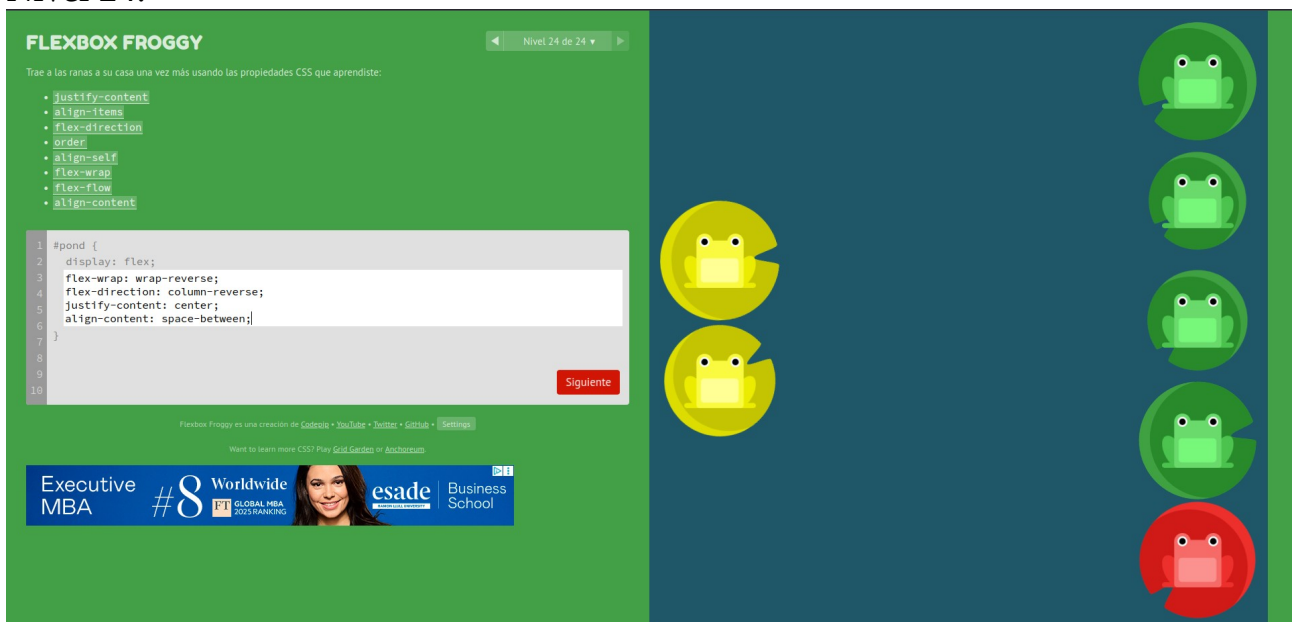 FLEXBOX FROGGY
◀ Nivel 24 de 24 ▾ ▶
Trae a las ranas a su casa una vez más usando las propiedades CSS que aprendiste:
• justify-content
• align-items
• flex-direction
• order
• align-self
• flex-wrap
• flex-flow
• align-content
1 #pond {
2 display: flex;
3 flex-wrap: wrap-reverse;
4 flex-direction: column-reverse;
5 justify-content: center;
6 align-content: space-between;
7 }
8
9
10
Siguiente
Flexbox Froggy es una creación de Codepip • YouTube • Twitter • GitHub • Settings
Want to learn more CSS? Play Grid Garden or Anchoreum.
Executive MBA
#8 Worldwide
FT GLOBAL MBA 2025 RANKING
esade
RAMON LLULL UNIVERSITY
Business School